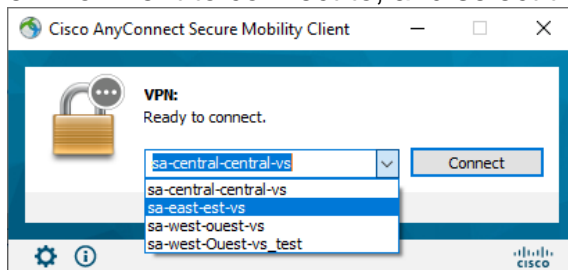 Cisco AnyConnect Secure Mobility Client
VPN:
Ready to connect.
sa-central-central-vs
Connect
sa-central-central-vs
sa-east-est-vs
sa-west-ouest-vs
sa-west-Ouest-vs_test
CISCO